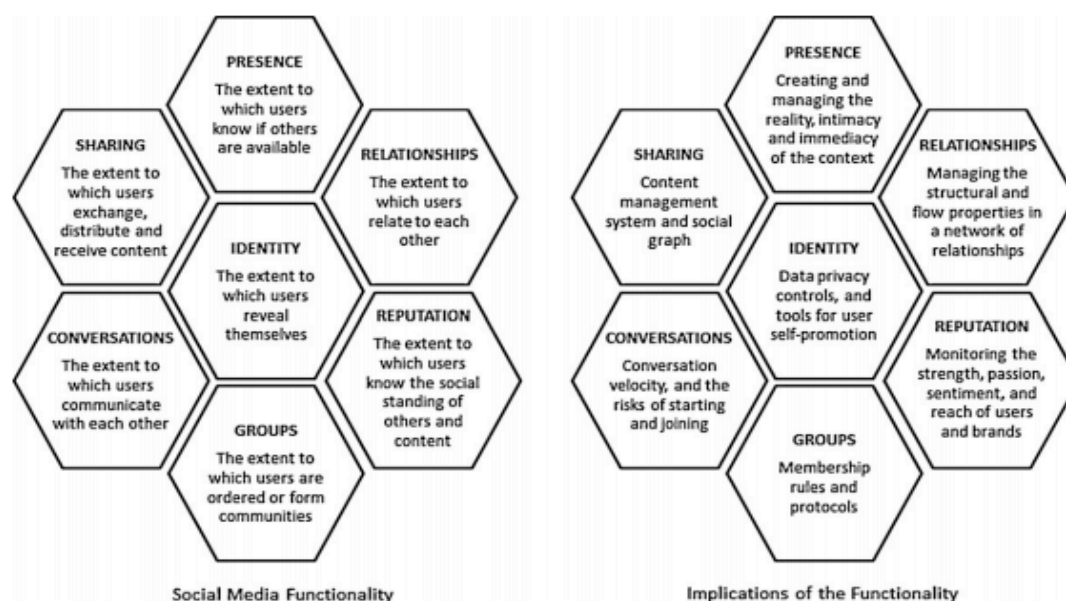 PRESENCE
The extent to
which users
know if others
are available
SHARING
The extent to
which users
exchange,
distribute and
receive content
RELATIONSHIPS
The extent to
which users
relate to each
other
IDENTITY
The extent to
which users
reveal
themselves
CONVERSATIONS
The extent to
which users
communicate
with each other
REPUTATION
The extent to
which users
know the social
standing of
others and
content
GROUPS
The extent to
which users are
ordered or form
communities
Social Media Functionality
PRESENCE
Creating and
managing the
reality, intimacy
and immediacy
of the context
SHARING
Content
management
system and social
graph
RELATIONSHIPS
Managing the
structural and
flow properties in
a network of
relationships
IDENTITY
Data privacy
controls, and
tools for user
self-promotion
CONVERSATIONS
Conversation
velocity, and the
risks of starting
and joining
REPUTATION
Monitoring the
strength, passion,
sentiment, and
reach of users
and brands
GROUPS
Membership
rules and
protocols
Implications of the Functionality